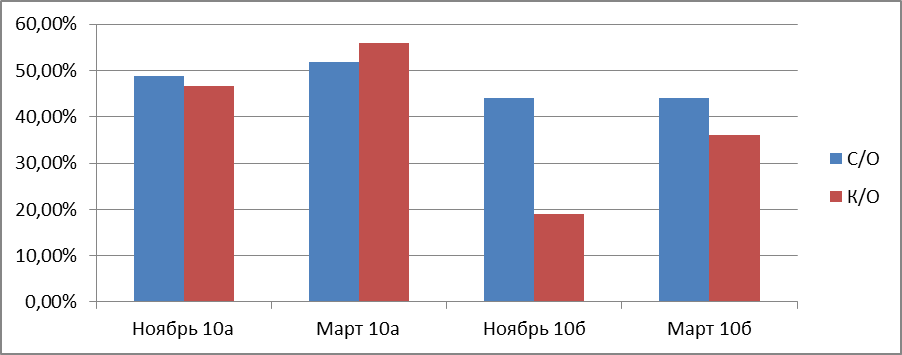 60,00%
50,00%
40,00%
30,00%
20,00%
10,00%
0,00%
Ноябрь 10а
Март 10а
Ноябрь 10б
Март 10б
С/О
К/О